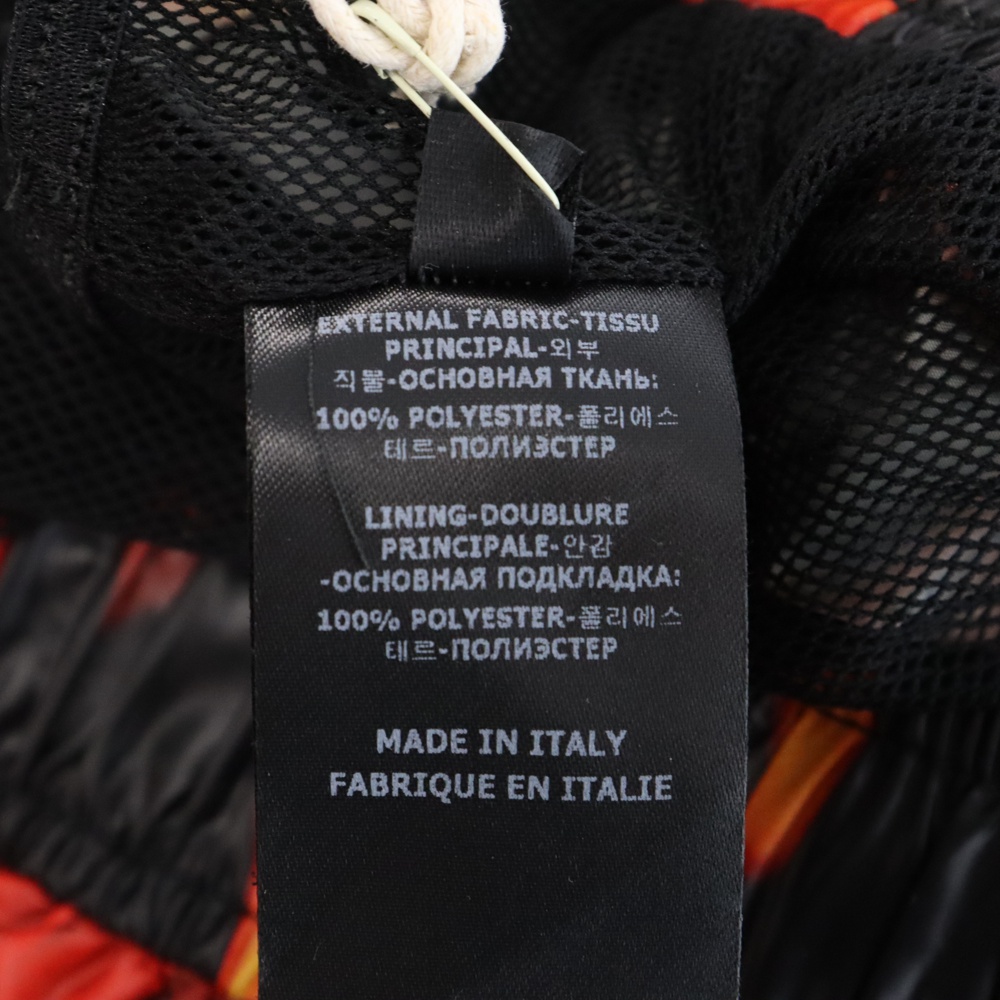 EXTERNAL FABRIC-TISSU
PRINCIPAL-외부
직물-ОСНОВНАЯ ТКАНЬ:
100% POLYESTER-폴리에스
테르-ПОЛИЭСТЕР
LINING-DOUBLURE
PRINCIPALE-안감
-ОСНОВНАЯ ПОДКЛАДКА:
100% POLYESTER-폴리에스
테르-ПОЛИЭСТЕР
MADE IN ITALY
FABRIQUE EN ITALIE